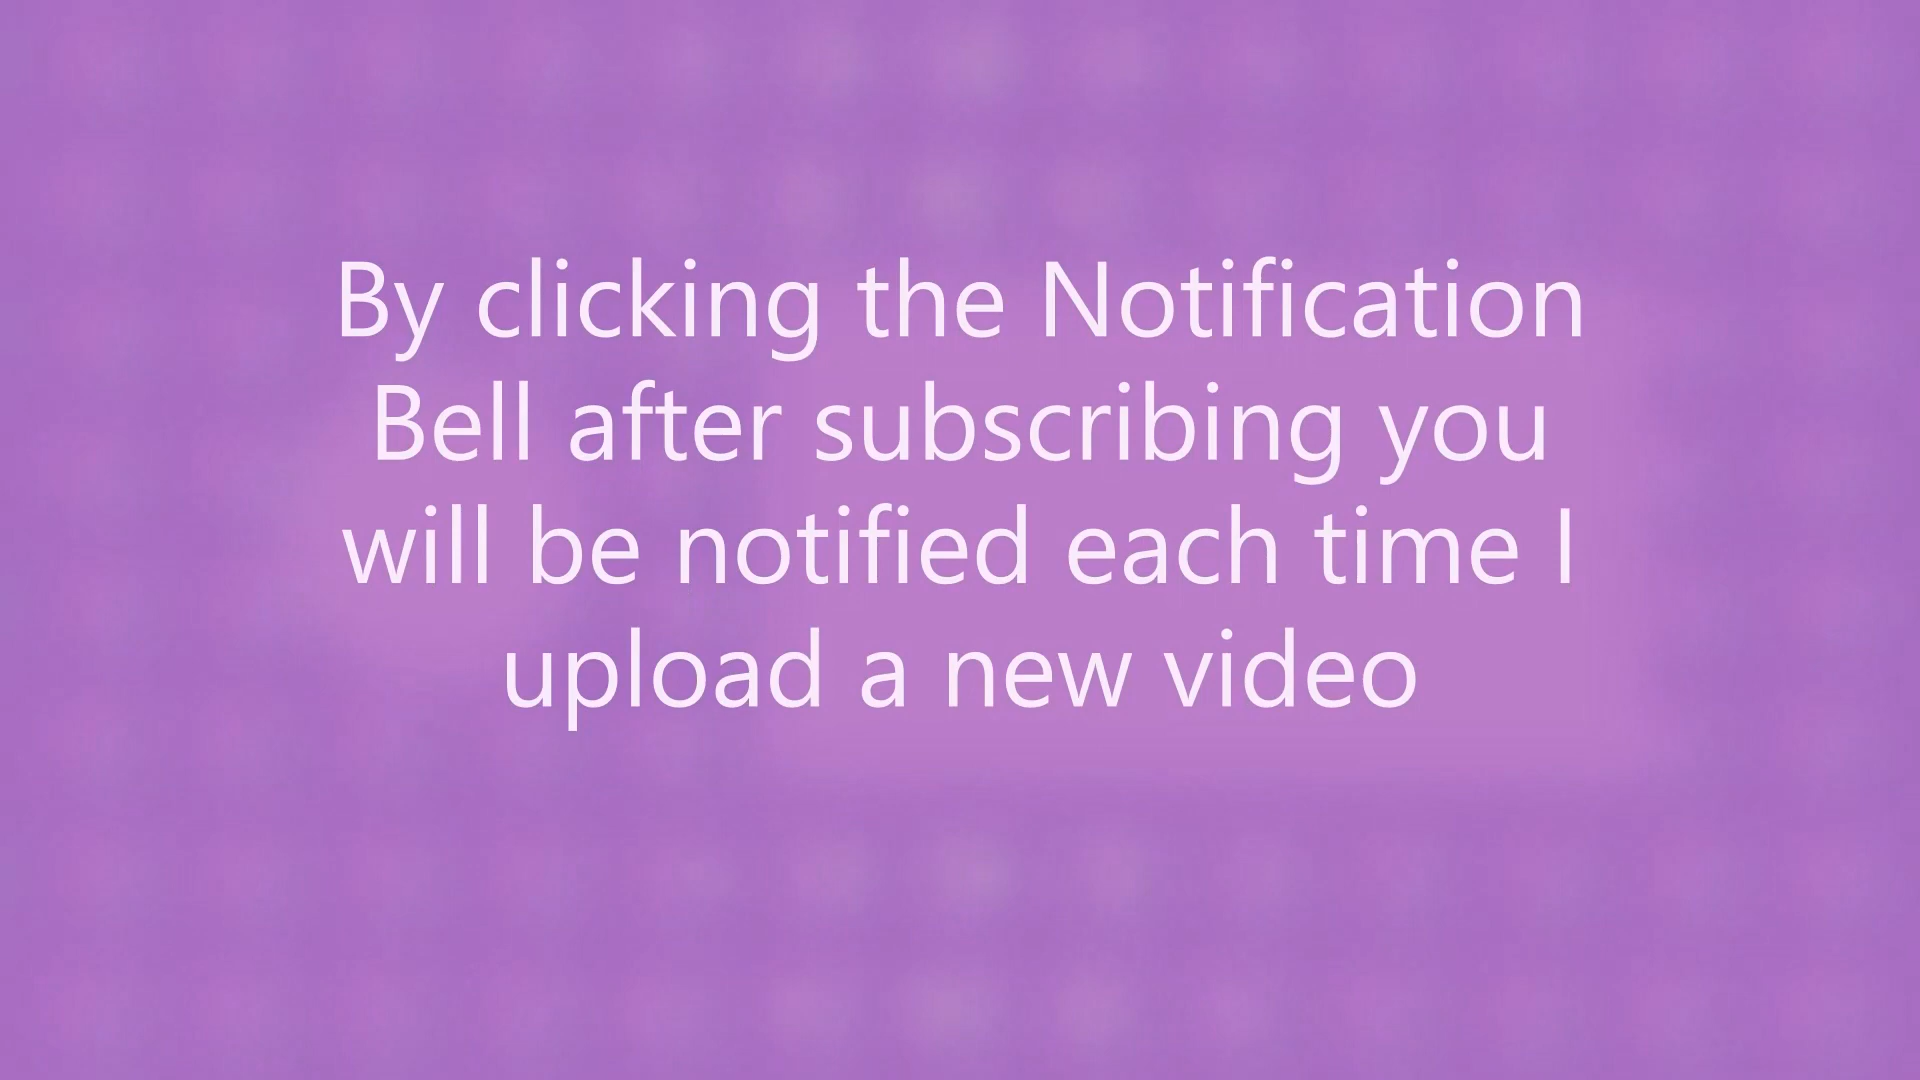 By clicking the Notification
Bell after subscribing you
will be notified each time I
upload a new video